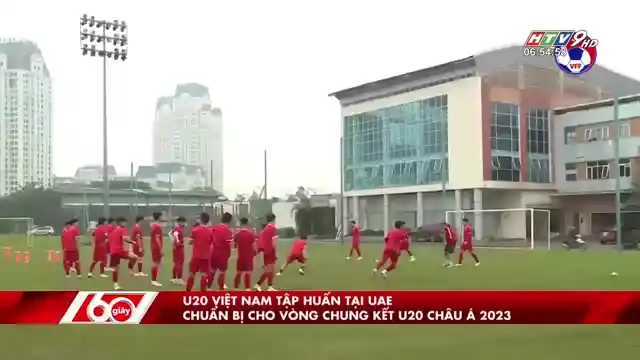 HTV9HD
06:54:58
VFF
60 giây
U20 VIỆT NAM TẬP HUẤN TẠI UAE
CHUẨN BỊ CHO VÒNG CHUNG KẾT U20 CHÂU Á 2023